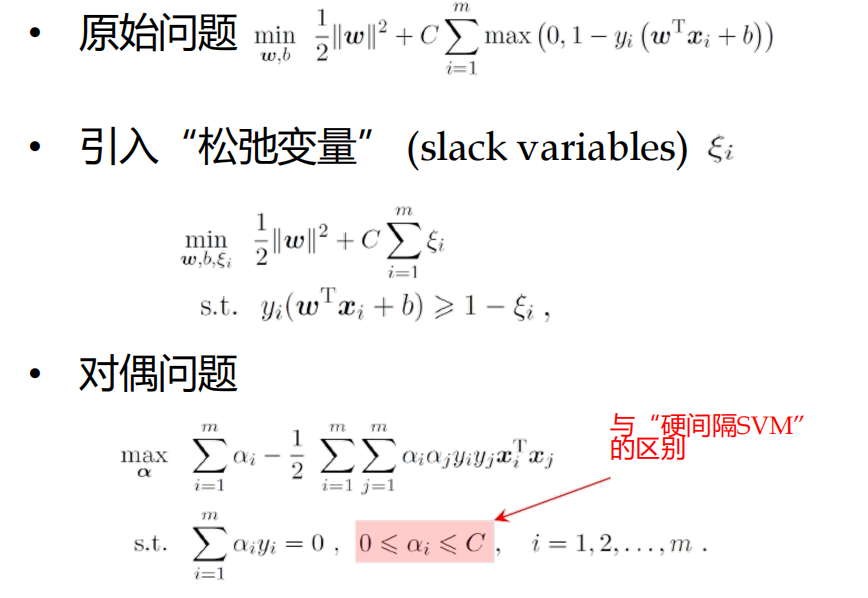 • 原始问题 $\min_{\boldsymbol{w},b} \frac{1}{2}\|\boldsymbol{w}\|^2 + C\sum_{i=1}^{m} \max\left(0, 1 - y_i\left(\boldsymbol{w}^{\mathrm{T}}\boldsymbol{x}_i + b\right)\right)$
• 引入“松弛变量” (slack variables) $\xi_i$
$\min_{\boldsymbol{w},b,\xi_i} \frac{1}{2}\|\boldsymbol{w}\|^2 + C\sum_{i=1}^{m} \xi_i$
s.t. $y_i(\boldsymbol{w}^{\mathrm{T}}\boldsymbol{x}_i + b) \geqslant 1 - \xi_i$ ,
• 对偶问题
与“硬间隔SVM”
的区别
$\max_{\boldsymbol{\alpha}} \sum_{i=1}^{m} \alpha_i - \frac{1}{2}\sum_{i=1}^{m}\sum_{j=1}^{m} \alpha_i\alpha_j y_i y_j \boldsymbol{x}_i^{\mathrm{T}}\boldsymbol{x}_j$
s.t. $\sum_{i=1}^{m} \alpha_i y_i = 0$ , $0 \leqslant \alpha_i \leqslant C$ , $i = 1, 2, \ldots, m$ .